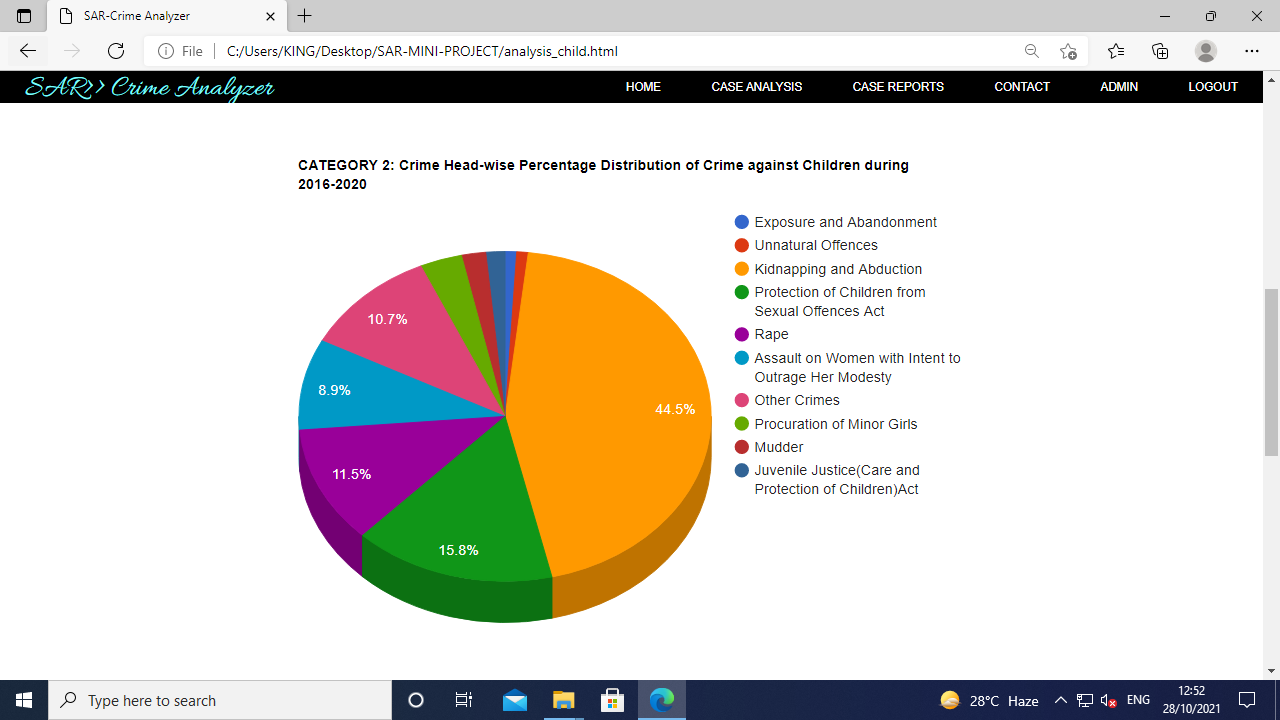 SAR-Crime Analyzer
File
C:/Users/KING/Desktop/SAR-MINI-PROJECT/analysis_child.html
SAR>> Crime Analyzer
HOME
CASE ANALYSIS
CASE REPORTS
CONTACT
ADMIN
LOGOUT
CATEGORY 2: Crime Head-wise Percentage Distribution of Crime against Children during
2016-2020
Exposure and Abandonment
Unnatural Offences
Kidnapping and Abduction
Protection of Children from
Sexual Offences Act
Rape
Assault on Women with Intent to
Outrage Her Modesty
Other Crimes
Procuration of Minor Girls
Mudder
Juvenile Justice(Care and
Protection of Children)Act
10.7%
8.9%
44.5%
11.5%
15.8%
Type here to search
28°C Haze
ENG
12:52
28/10/2021